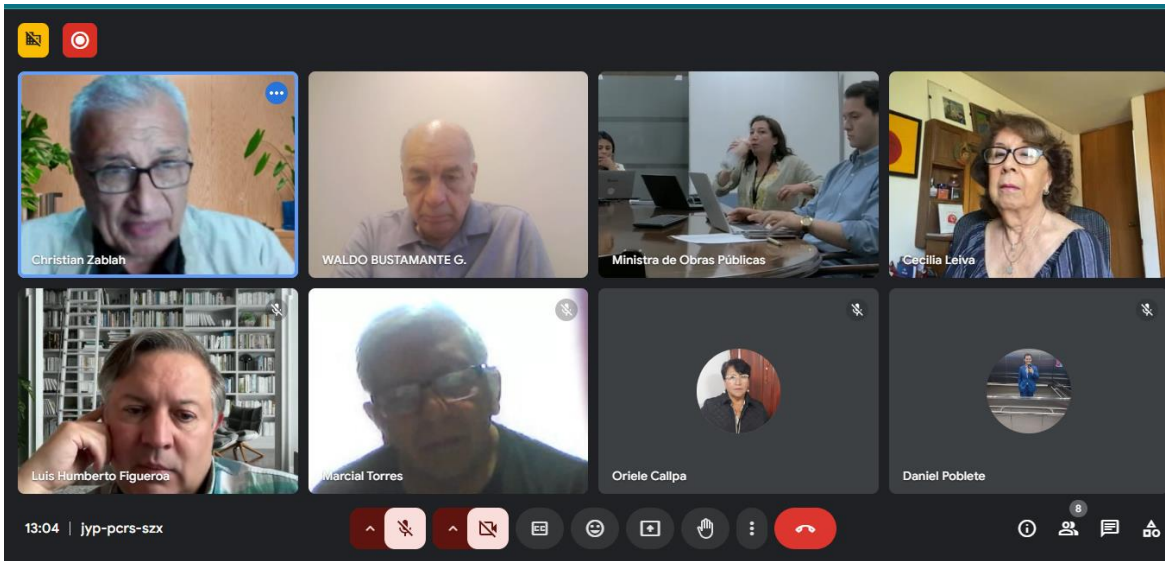 Christian Zablah
WALDO BUSTAMANTE G.
Ministra de Obras Públicas
Cecilia Leiva
Luis Humberto Figueroa
Marcial Torres
Oriele Callpa
Daniel Poblete
13:04 | jyp-pcrs-szx
CC
8